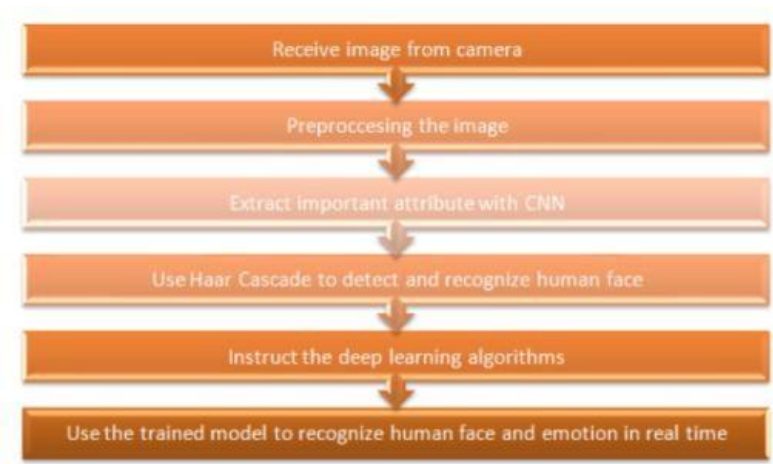 Receive image from camera
Preproccesing the image
Extract important attribute with CNN
Use Haar Cascade to detect and recognize human face
Instruct the deep learning algorithms
Use the trained model to recognize human face and emotion in real time